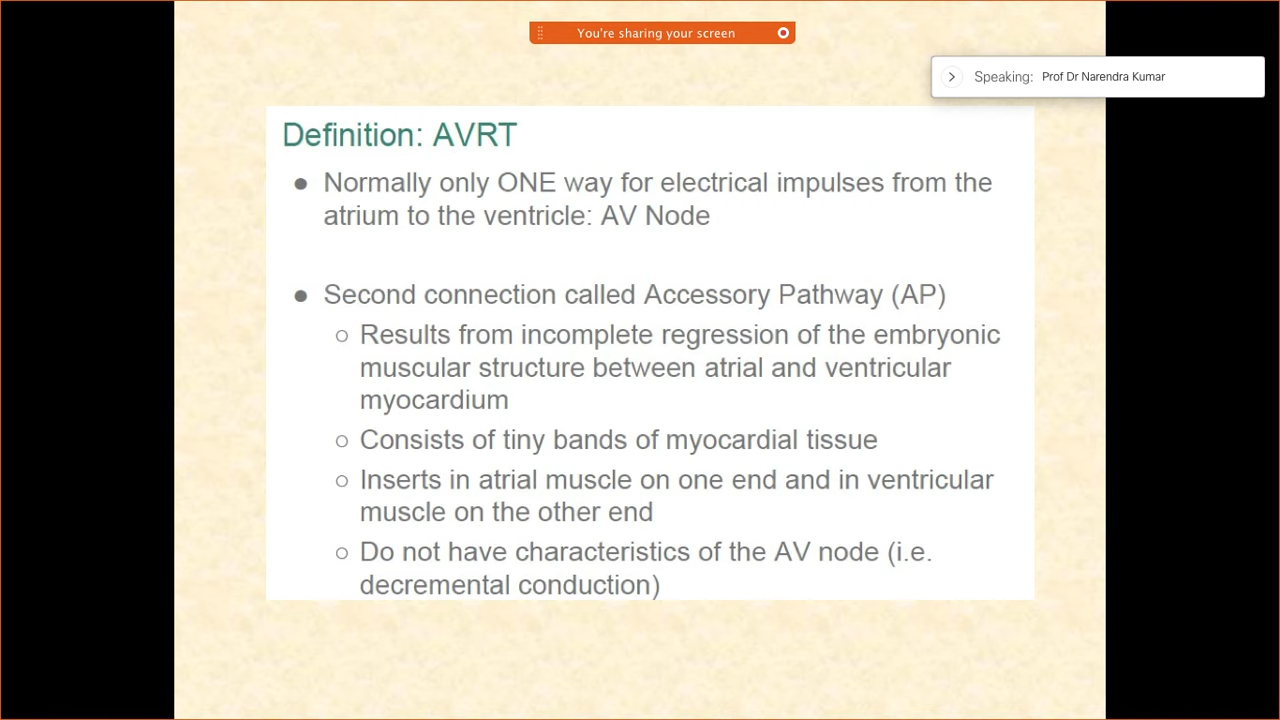 You're sharing your screen
Speaking: Prof Dr Narendra Kumar
Definition: AVRT
● Normally only ONE way for electrical impulses from the
atrium to the ventricle: AV Node
● Second connection called Accessory Pathway (AP)
○ Results from incomplete regression of the embryonic
muscular structure between atrial and ventricular
myocardium
○ Consists of tiny bands of myocardial tissue
○ Inserts in atrial muscle on one end and in ventricular
muscle on the other end
○ Do not have characteristics of the AV node (i.e.
decremental conduction)